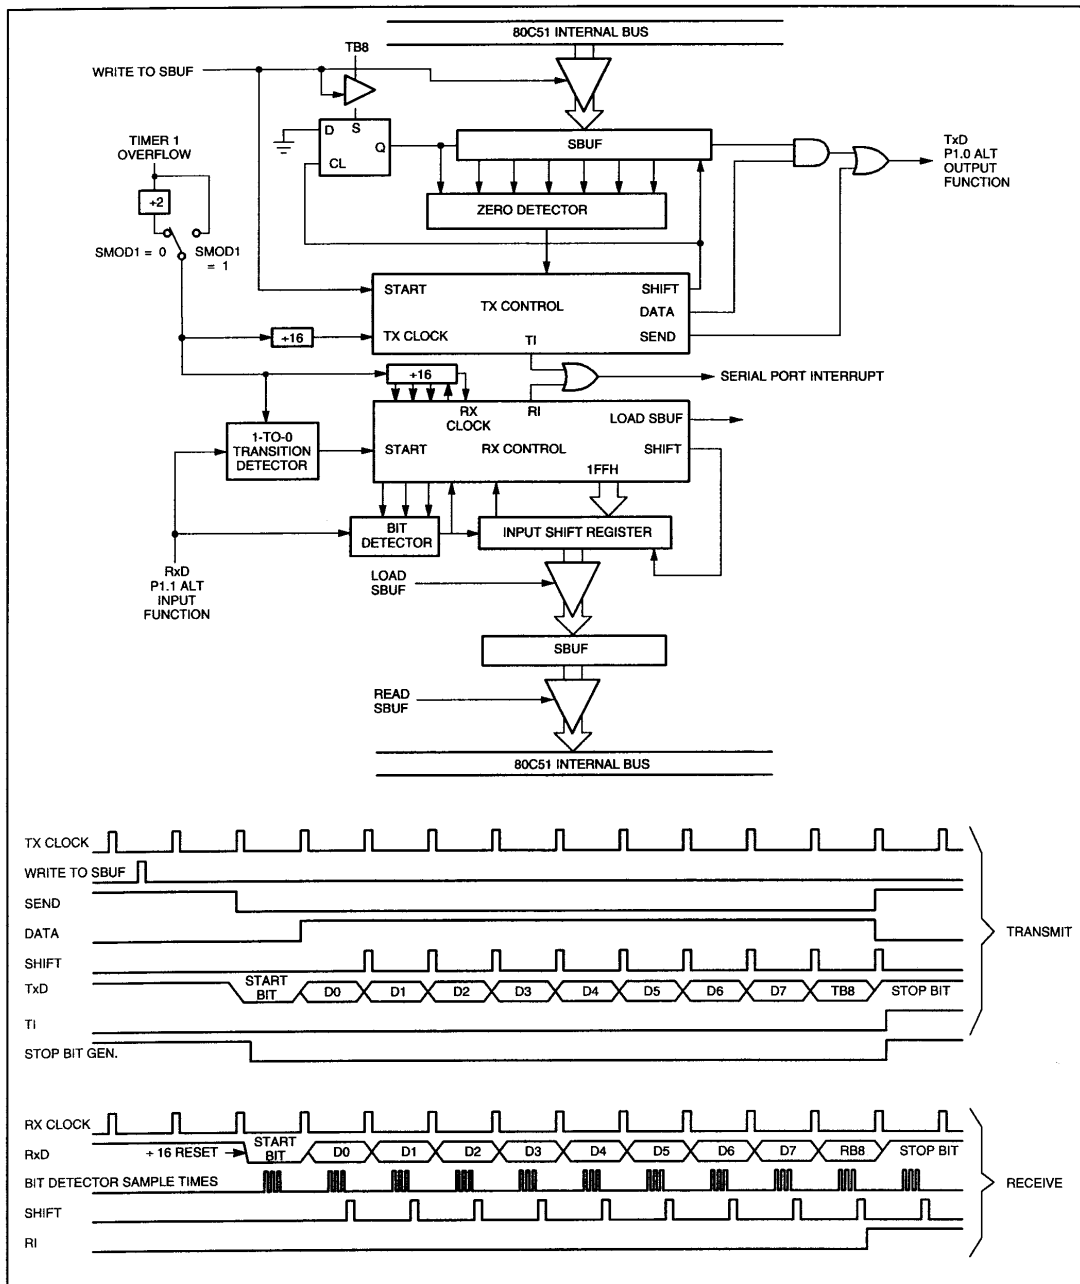 80C51 INTERNAL BUS
TB8
WRITE TO SBUF
TIMER 1
OVERFLOW
÷2
SMOD1 = 0
SMOD1
= 1
D
S
Q
CL
SBUF
ZERO DETECTOR
TxD
P1.0 ALT
OUTPUT
FUNCTION
START
TX CONTROL
SHIFT
DATA
TX CLOCK
TI
SEND
÷16
÷16
SERIAL PORT INTERRUPT
RX
CLOCK
RI
LOAD SBUF
1-TO-0
TRANSITION
DETECTOR
START
RX CONTROL
SHIFT
1FFH
BIT
DETECTOR
INPUT SHIFT REGISTER
RxD
P1.1 ALT
INPUT
FUNCTION
LOAD
SBUF
SBUF
READ
SBUF
80C51 INTERNAL BUS
TX CLOCK
WRITE TO SBUF
SEND
DATA
TRANSMIT
SHIFT
TxD START BIT D0 D1 D2 D3 D4 D5 D6 D7 TB8 STOP BIT
TI
STOP BIT GEN.
RX CLOCK
RxD ÷ 16 RESET START BIT D0 D1 D2 D3 D4 D5 D6 D7 RB8 STOP BIT
BIT DETECTOR SAMPLE TIMES
RECEIVE
SHIFT
RI